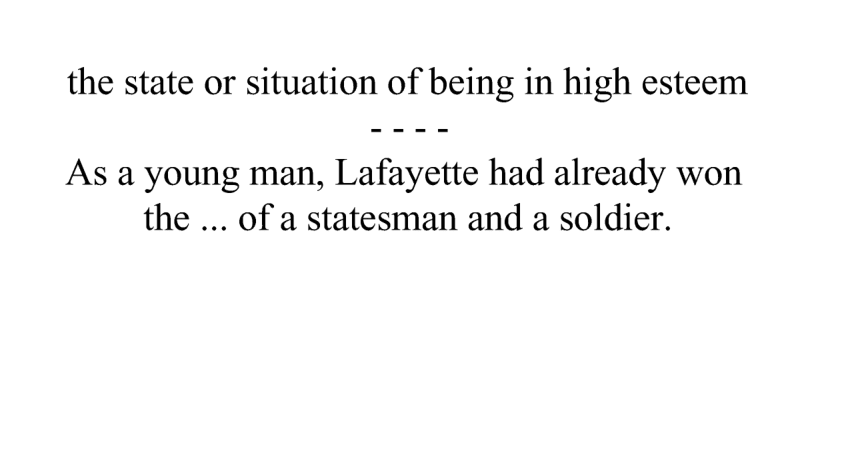 the state or situation of being in high esteem
- - - -
As a young man, Lafayette had already won
the ... of a statesman and a soldier.